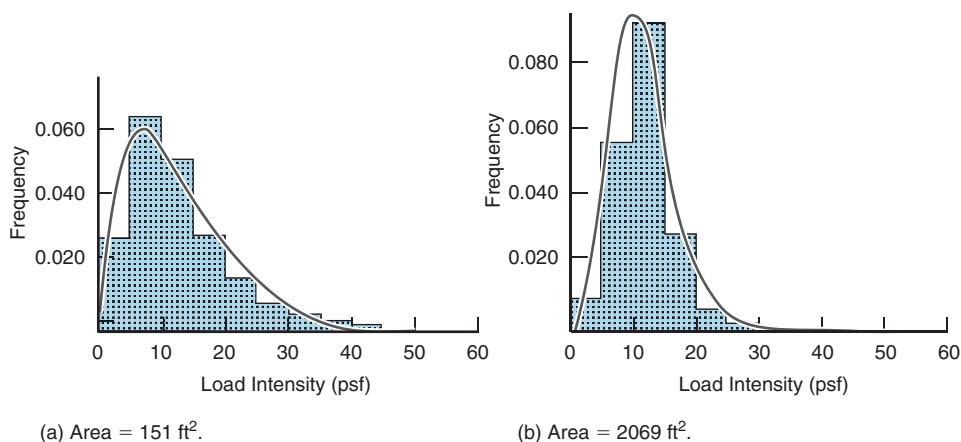 Frequency
0.060
0.040
0.020
0 10 20 30 40 50 60
Load Intensity (psf)
(a) Area = 151 ft².
Frequency
0.080
0.060
0.040
0.020
0 10 20 30 40 50 60
Load Intensity (psf)
(b) Area = 2069 ft².